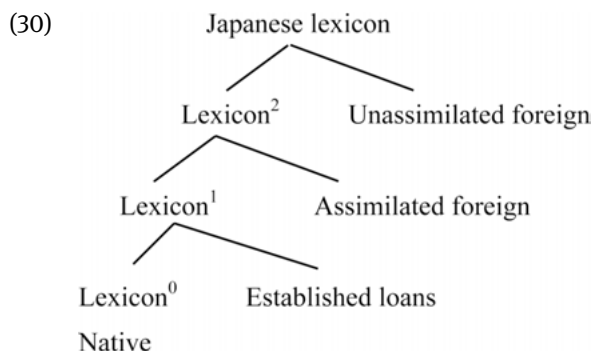 (30) Japanese lexicon
Lexicon² Unassimilated foreign
Lexicon¹ Assimilated foreign
Lexicon⁰ Established loans
Native